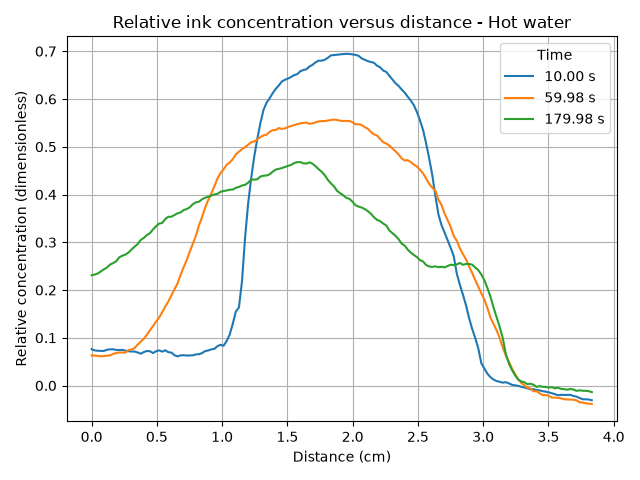 Relative ink concentration versus distance - Hot water
Relative concentration (dimensionless)
0.7
0.6
0.5
0.4
0.3
0.2
0.1
0.0
Time
10.00 s
59.98 s
179.98 s
0.0 0.5 1.0 1.5 2.0 2.5 3.0 3.5 4.0
Distance (cm)